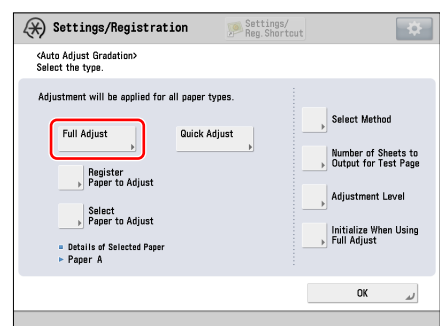 Settings/Registration
Settings/
Reg.Shortcut
<Auto Adjust Gradation>
Select the type.
Adjustment will be applied for all paper types.
Full Adjust
Quick Adjust
Register
Paper to Adjust
Select
Paper to Adjust
Details of Selected Paper
Paper A
Select Method
Number of Sheets to
Output for Test Page
Adjustment Level
Initialize When Using
Full Adjust
OK